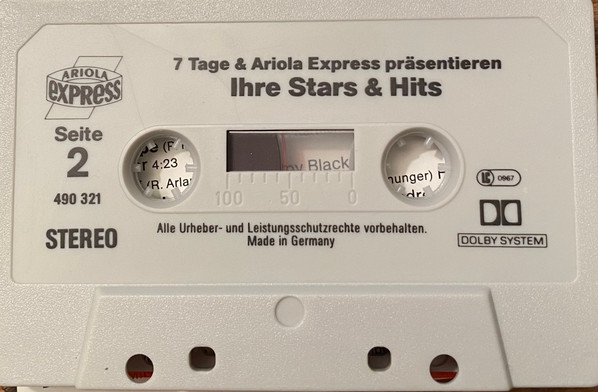 7 Tage & Ariola Express präsentieren
Ihre Stars & Hits
ARIOLA
express
Seite
2
490 321
STEREO
4:23
Black
100 50 0
LC 0967
DOLBY SYSTEM
Alle Urheber- und Leistungsschutzrechte vorbehalten.
Made in Germany